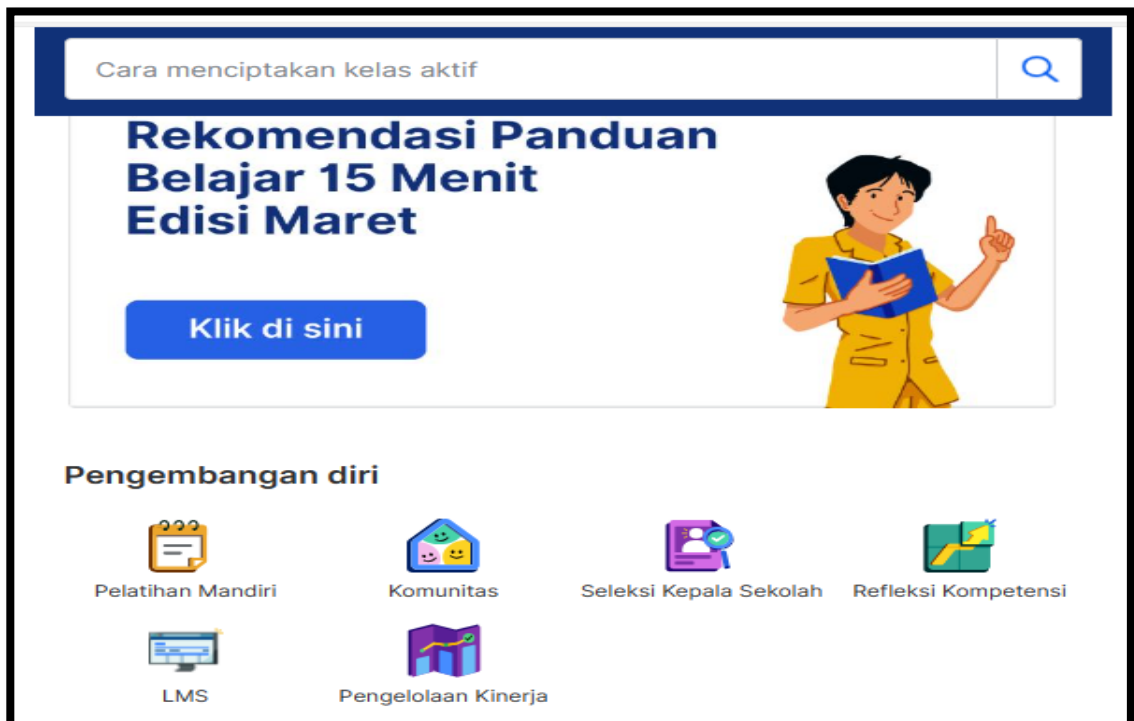 Cara menciptakan kelas aktif
Rekomendasi Panduan
Belajar 15 Menit
Edisi Maret
Klik di sini
Pengembangan diri
Pelatihan Mandiri
Komunitas
Seleksi Kepala Sekolah
Refleksi Kompetensi
LMS
Pengelolaan Kinerja